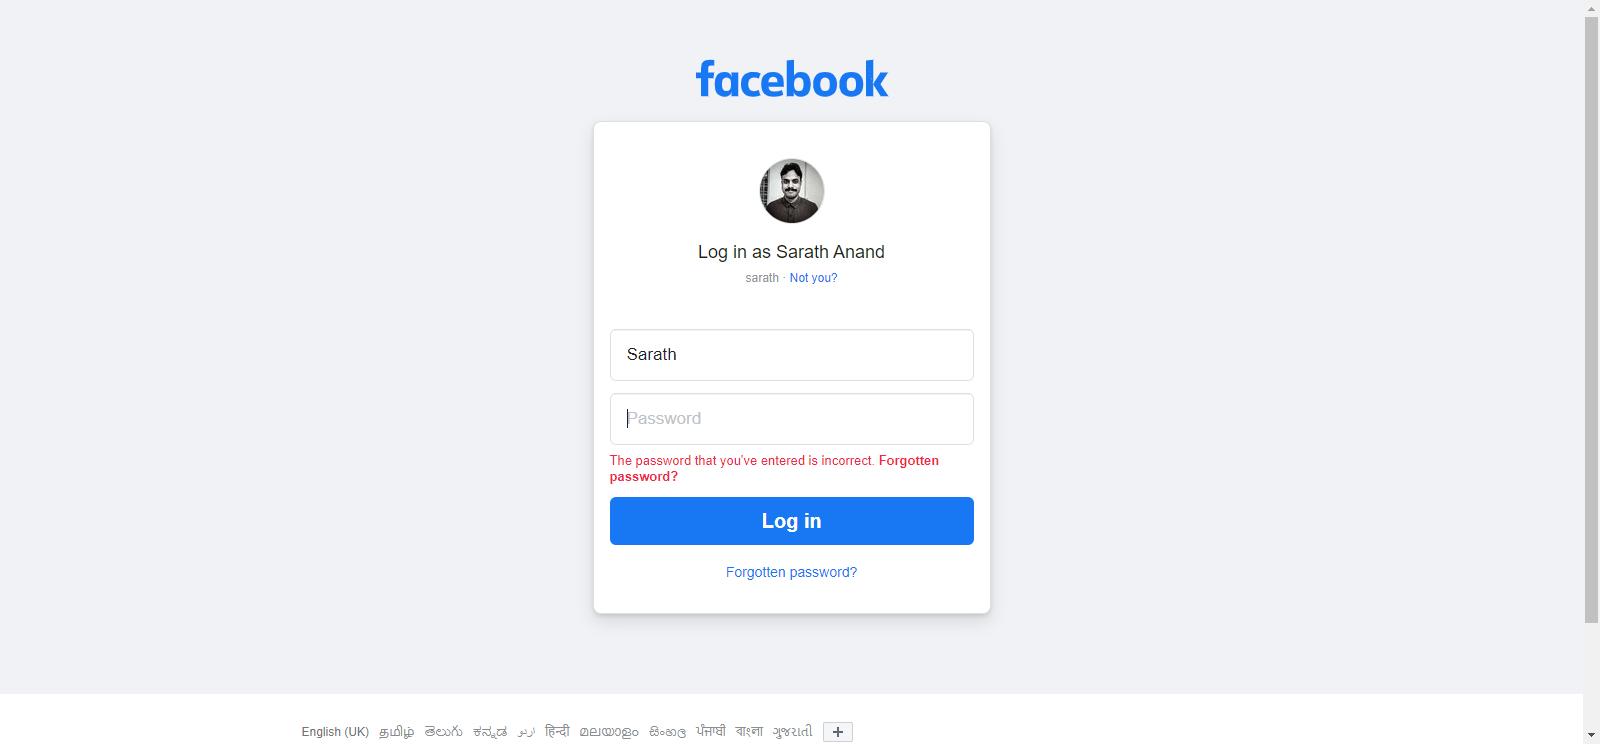 facebook
Log in as Sarath Anand
sarath · Not you?
Sarath
Password
The password that you've entered is incorrect. Forgotten
password?
Log in
Forgotten password?
English (UK) தமிழ் తెలుగు ಕನ್ನಡ اردو हिन्दी മലയാളം සිංහල ਪੰਜਾਬੀ বাংলা ગુજરાતી +